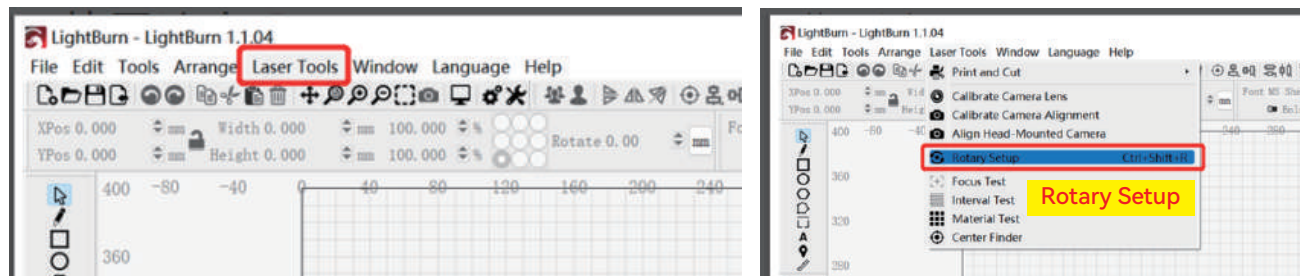 LightBurn - LightBurn 1.1.04
File Edit Tools Arrange Laser Tools Window Language Help
XPos 0.000 mm Width 0.000 mm 100.000 %
YPos 0.000 mm Height 0.000 mm 100.000 %
Rotate 0.00 mm
400 -80 -40 0 40 80 120 160 200 240
360
LightBurn - LightBurn 1.1.04
File Edit Tools Arrange Laser Tools Window Language Help
XPos 0.000 mm
YPos 0.000 mm
Print and Cut
Calibrate Camera Lens
Calibrate Camera Alignment
Align Head-Mounted Camera
Rotary Setup Ctrl+Shift+R
Focus Test
Interval Test
Material Test
Center Finder
Rotary Setup
400 -80
360
320
280